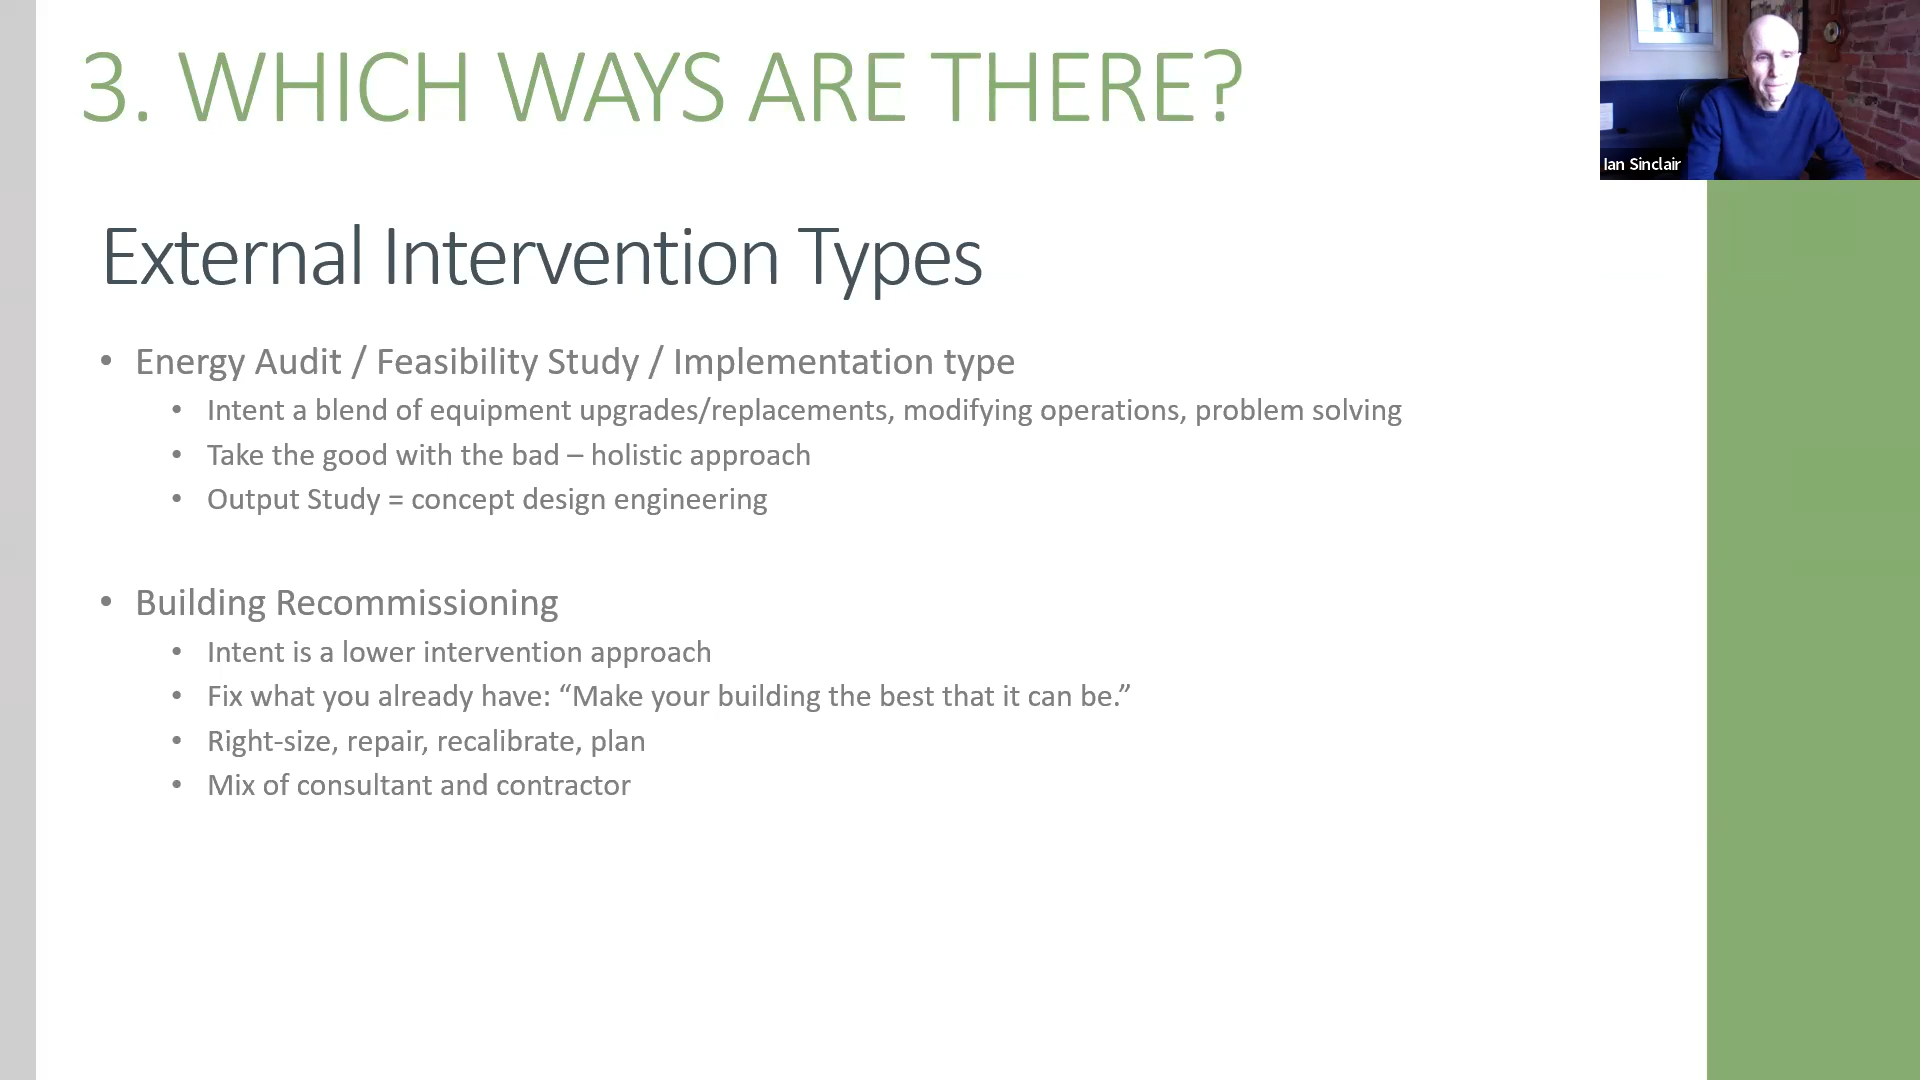 3. WHICH WAYS ARE THERE?
Ian Sinclair
External Intervention Types
• Energy Audit / Feasibility Study / Implementation type
• Intent a blend of equipment upgrades/replacements, modifying operations, problem solving
• Take the good with the bad – holistic approach
• Output Study = concept design engineering
• Building Recommissioning
• Intent is a lower intervention approach
• Fix what you already have: “Make your building the best that it can be.”
• Right-size, repair, recalibrate, plan
• Mix of consultant and contractor